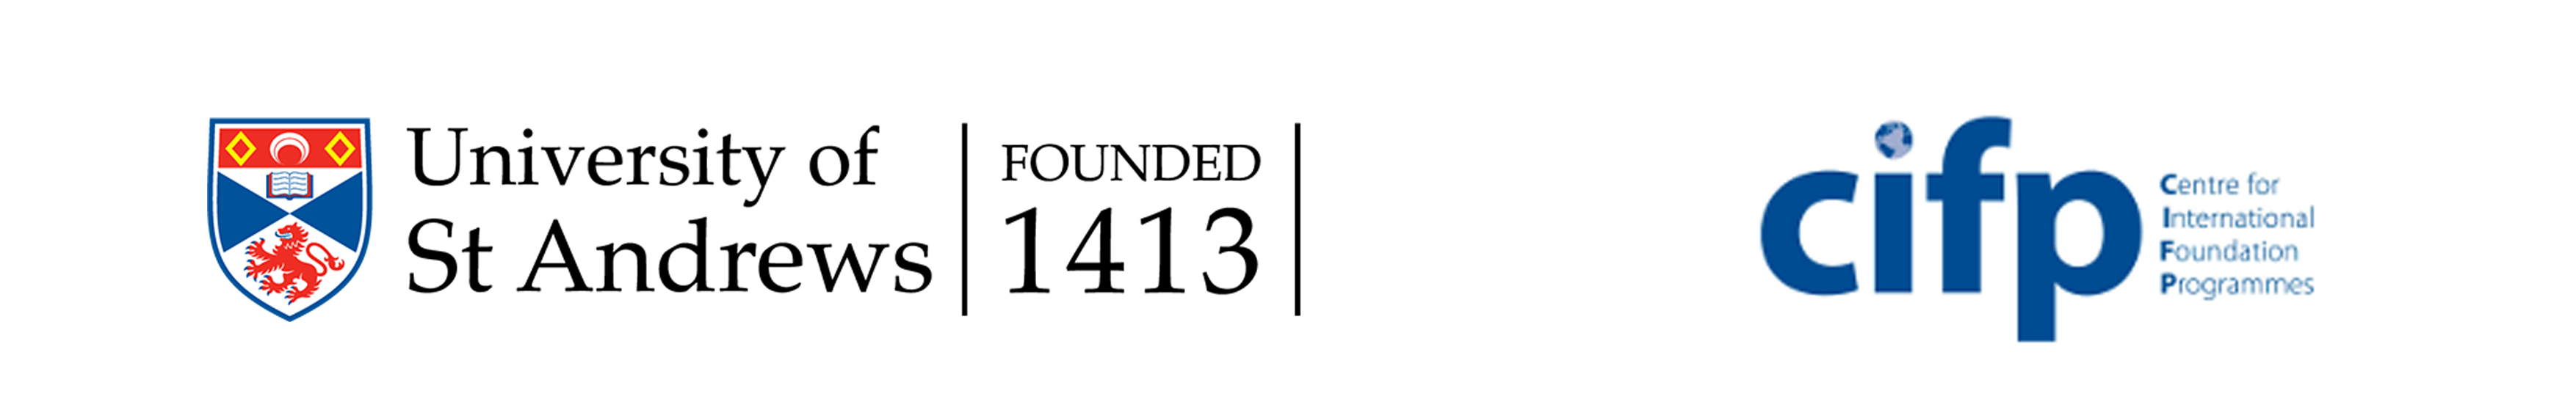 University of
St Andrews
FOUNDED
1413
cifp
Centre for
International
Foundation
Programmes